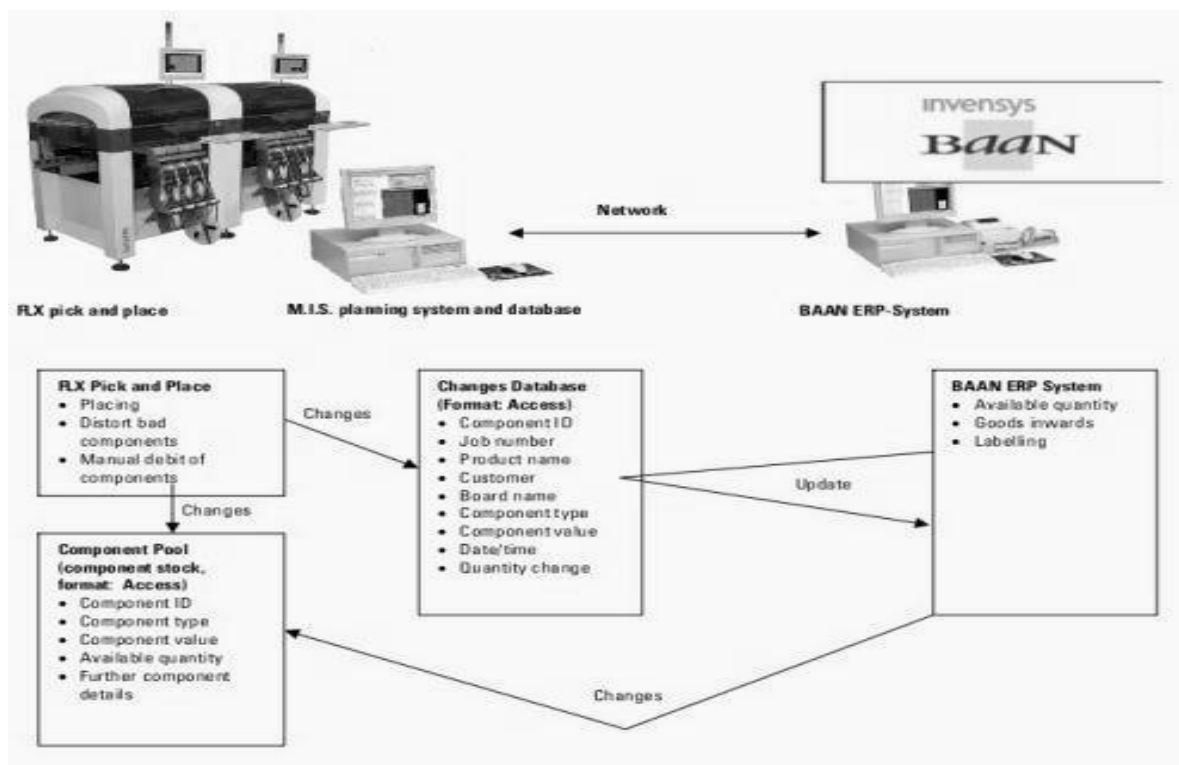 invensys
BaaN
Network
FLX pick and place
M.I.S. planning system and database
BAAN ERP-System
FLX Pick and Place
• Placing
• Distort bad
components
• Manual debit of
components
Changes
Changes
Component Pool
(component stock,
format: Access)
• Component ID
• Component type
• Component value
• Available quantity
• Further component
details
Changes Database
(Format: Access)
• Component ID
• Job number
• Product name
• Customer
• Board name
• Component type
• Component value
• Date/time
• Quantity change
Update
BAAN ERP System
• Available quantity
• Goods inwards
• Labelling
Changes